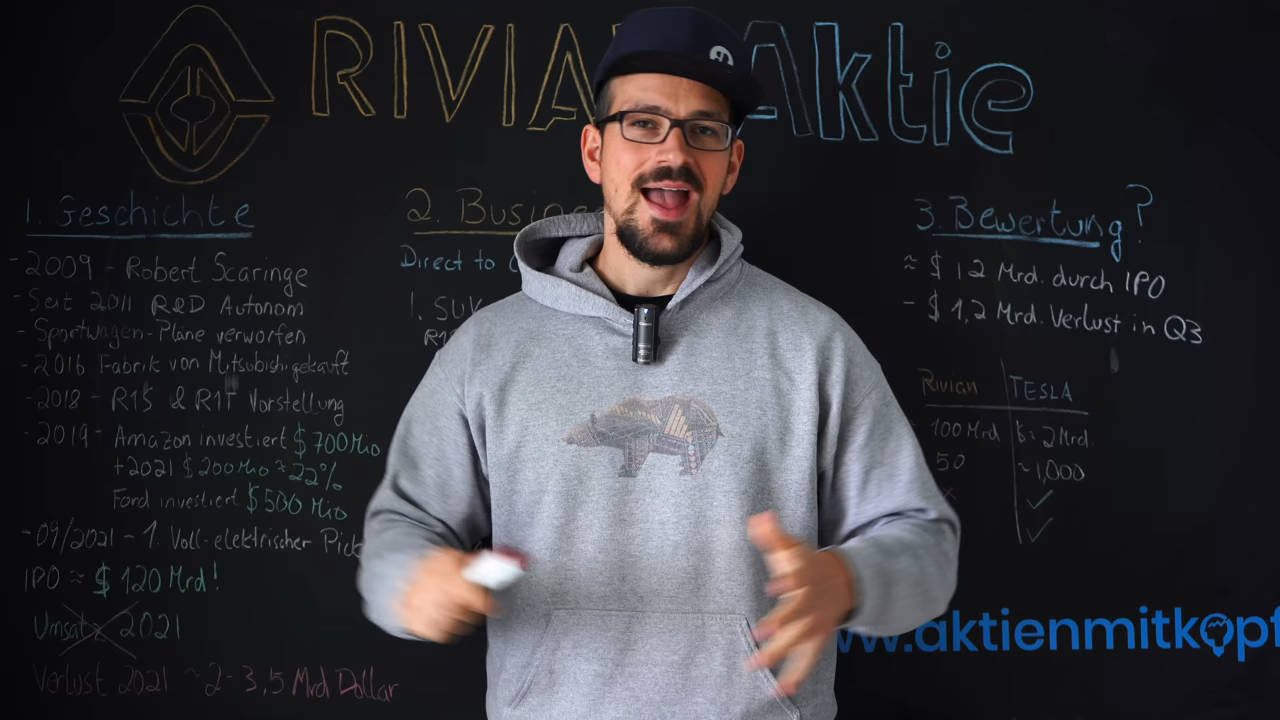 RIVIAN Aktie
1. Geschichte
- 2009 - Robert Scaringe
- Seit 2011 R&D Autonom
- Sportwagen-Pläne verworfen
- 2016 Fabrik von Mitsubishi gekauft
- 2018 - R1S & R1T Vorstellung
- 2019 - Amazon investiert $700 Mio
+2021 $200 Mio ≈ 22%
Ford investiert $500 Mio
- 09/2021 - 1. Voll-elektrischer Pick
IPO ≈ $120 Mrd!
Umsatz 2021
Verlust 2021 ~2-3,5 Mrd Dollar
2. Busine
Direct to
1. SUV
3. Bewertung?
≈ $ 12 Mrd. durch IPO
- $ 1,2 Mrd. Verlust in Q3
Rivian TESLA
100 Mrd 2 Mrd.
50 ~1,000
x ✓
✓
www.aktienmitkopf